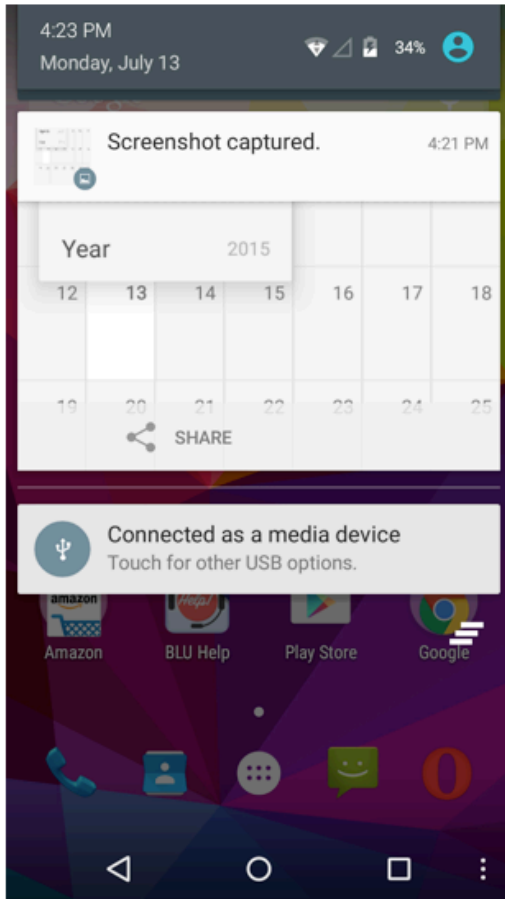 4:23 PM
Monday, July 13
34%
Screenshot captured.
4:21 PM
Year 2015
12 13 14 15 16 17 18
19 20 21 22 23 24 25
SHARE
Connected as a media device
Touch for other USB options.
amazon
Help!
Amazon
BLU Help
Play Store
Google